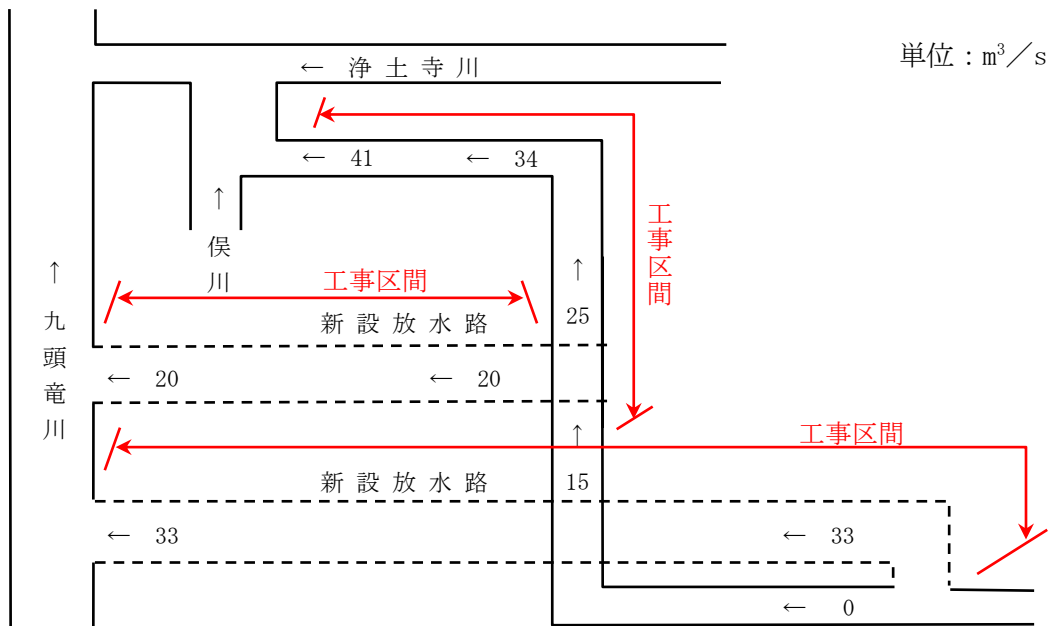 単位：m³／s
← 浄土寺川
← 41 ← 34
↑
俣川
工事区間
↑
九頭竜川
工事区間
↑
25
新設放水路
← 20 ← 20
工事区間
↑
15
新設放水路
← 33 ← 33
← 0